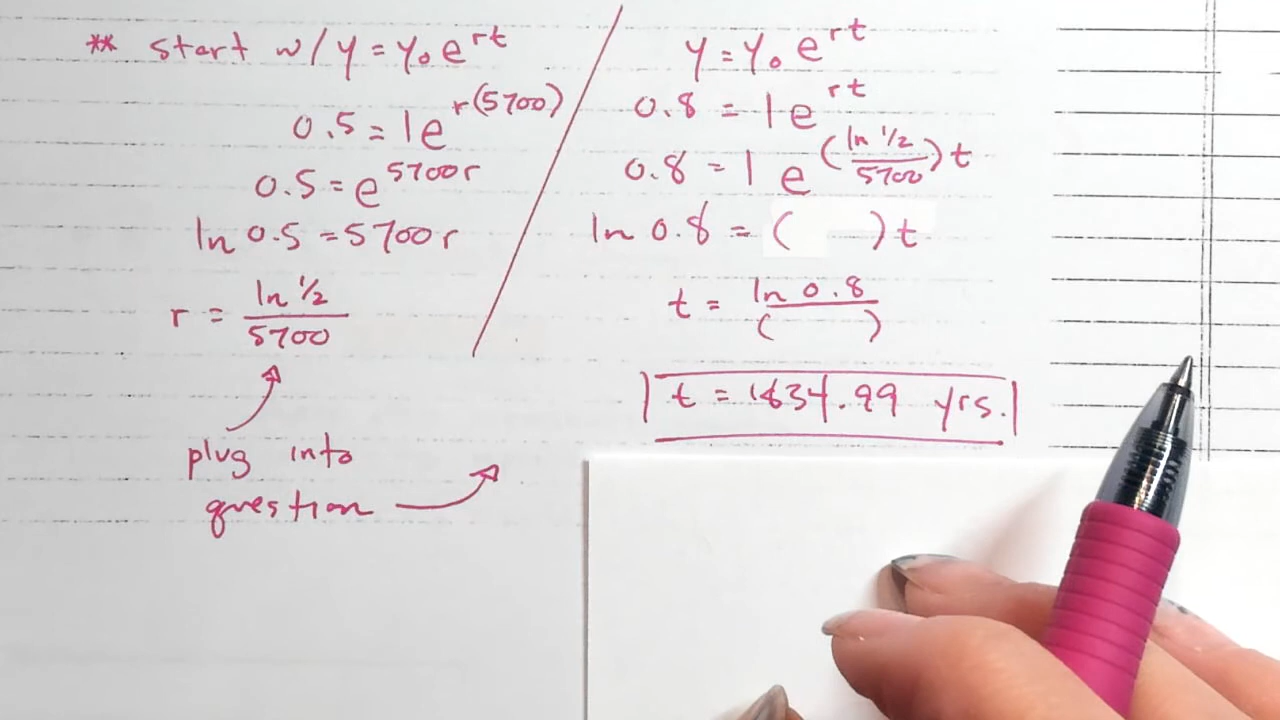 ** start w/ y = y₀e^rt
0.5 = 1e^r(5700)
0.5 = e^5700r
ln 0.5 = 5700r
r = ln ½ / 5700
plug into
question
y = y₀e^rt
0.8 = 1e^rt
0.8 = 1e^(ln ½ / 5700)t
ln 0.8 = (    )t
t = ln 0.8 / (    )
t = 1834.99 yrs.